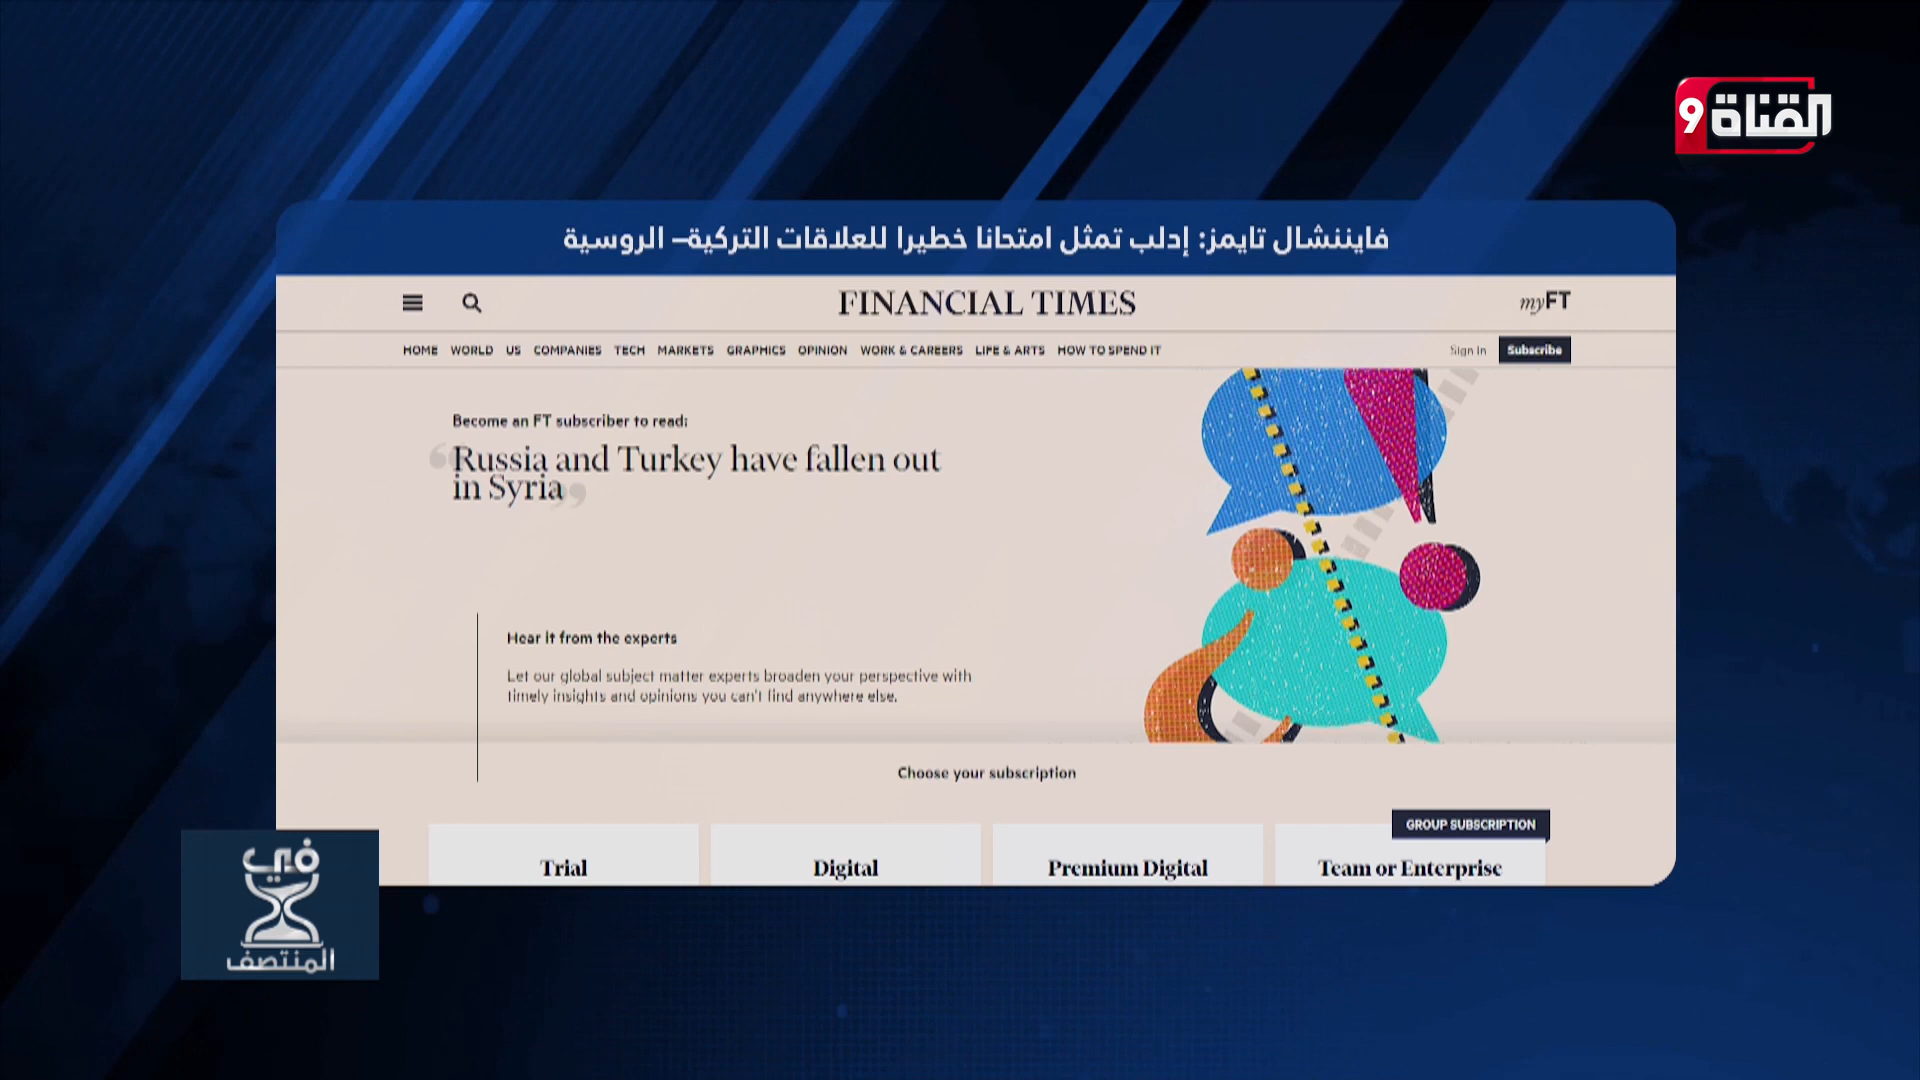 القناة 9
فايننشال تايمز: إدلب تمثل امتحانا خطيرا للعلاقات التركية– الروسية
FINANCIAL TIMES
myFT
HOME WORLD US COMPANIES TECH MARKETS GRAPHICS OPINION WORK & CAREERS LIFE & ARTS HOW TO SPEND IT
Sign In Subscribe
Become an FT subscriber to read:
“Russia and Turkey have fallen out
in Syria”
Hear it from the experts
Let our global subject matter experts broaden your perspective with
timely insights and opinions you can't find anywhere else.
Choose your subscription
GROUP SUBSCRIPTION
Trial Digital Premium Digital Team or Enterprise
في
المنتصف